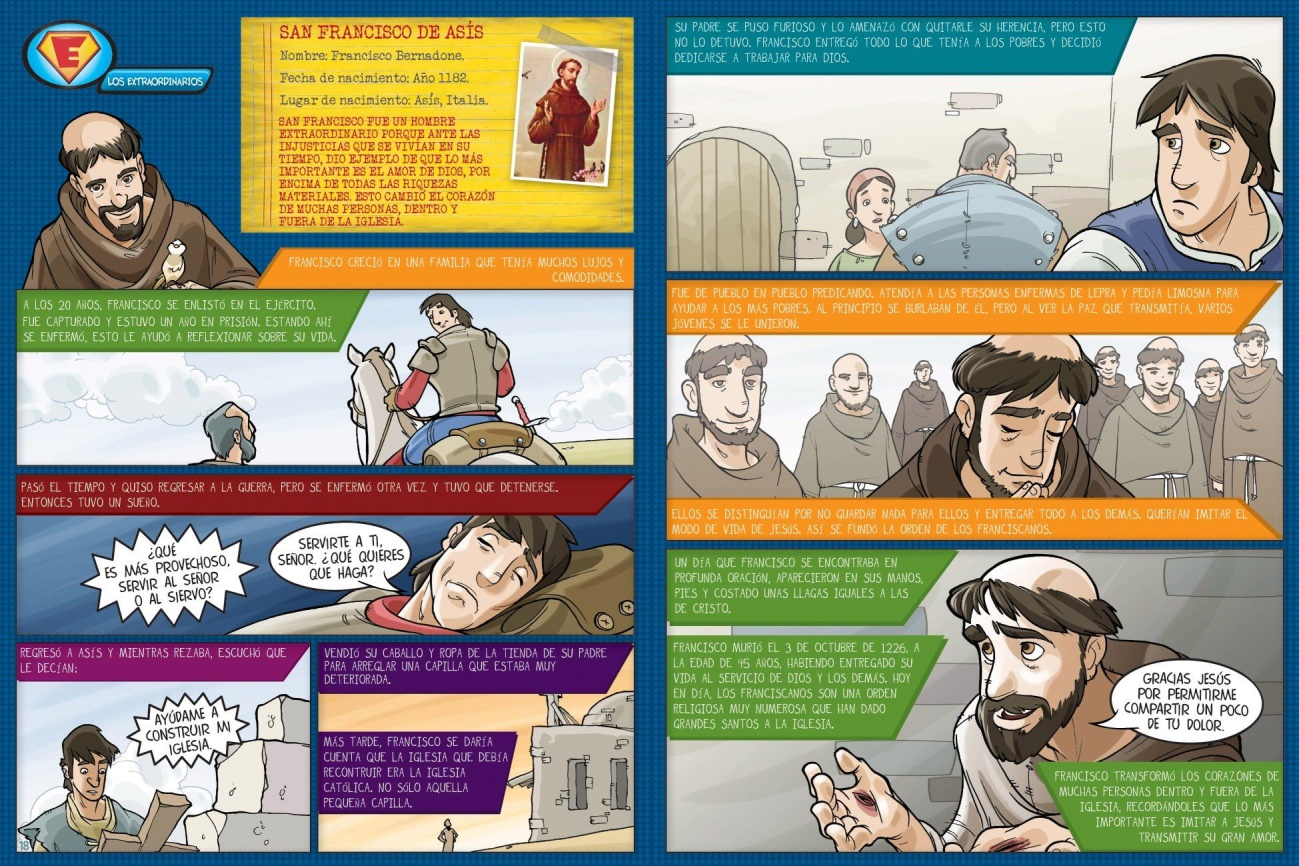 E
LOS EXTRAORDINARIOS
SAN FRANCISCO DE ASÍS
Nombre: Francisco Bernadone.
Fecha de nacimiento: Año 1182.
Lugar de nacimiento: Asís, Italia.
SAN FRANCISCO FUE UN HOMBRE
EXTRAORDINARIO PORQUE ANTE LAS
INJUSTICIAS QUE SE VIVÍAN EN SU
TIEMPO, DIO EJEMPLO DE QUE LO MÁS
IMPORTANTE ES EL AMOR DE DIOS, POR
ENCIMA DE TODAS LAS RIQUEZAS
MATERIALES. ESTO CAMBIÓ EL CORAZÓN
DE MUCHAS PERSONAS, DENTRO Y
FUERA DE LA IGLESIA.
FRANCISCO CRECIÓ EN UNA FAMILIA QUE TENÍA MUCHOS LUJOS Y
COMODIDADES.
A LOS 20 AÑOS, FRANCISCO SE ENLISTÓ EN EL EJÉRCITO.
FUE CAPTURADO Y ESTUVO UN AÑO EN PRISIÓN. ESTANDO AHÍ
SE ENFERMÓ, ESTO LE AYUDÓ A REFLEXIONAR SOBRE SU VIDA.
PASÓ EL TIEMPO Y QUISO REGRESAR A LA GUERRA, PERO SE ENFERMÓ OTRA VEZ Y TUVO QUE DETENERSE.
ENTONCES TUVO UN SUEÑO.
¿QUÉ
ES MÁS PROVECHOSO,
SERVIR AL SEÑOR
O AL SIERVO?
SERVIRTE A TI,
SEÑOR. ¿QUÉ QUIERES
QUE HAGA?
REGRESÓ A ASÍS Y MIENTRAS REZABA, ESCUCHÓ QUE
LE DECÍAN:
AYÚDAME A
CONSTRUIR MI
IGLESIA.
18
VENDIÓ SU CABALLO Y ROPA DE LA TIENDA DE SU PADRE
PARA ARREGLAR UNA CAPILLA QUE ESTABA MUY
DETERIORADA.
MÁS TARDE, FRANCISCO SE DARÍA
CUENTA QUE LA IGLESIA QUE DEBÍA
RECONTRUIR ERA LA IGLESIA
CATÓLICA. NO SÓLO AQUELLA
PEQUEÑA CAPILLA.
SU PADRE SE PUSO FURIOSO Y LO AMENAZÓ CON QUITARLE SU HERENCIA, PERO ESTO
NO LO DETUVO. FRANCISCO ENTREGÓ TODO LO QUE TENÍA A LOS POBRES Y DECIDIÓ
DEDICARSE A TRABAJAR PARA DIOS.
FUE DE PUEBLO EN PUEBLO PREDICANDO. ATENDÍA A LAS PERSONAS ENFERMAS DE LEPRA Y PEDÍA LIMOSNA PARA
AYUDAR A LOS MÁS POBRES. AL PRINCIPIO SE BURLABAN DE ÉL, PERO AL VER LA PAZ QUE TRANSMITÍA, VARIOS
JÓVENES SE LE UNIERON.
ELLOS SE DISTINGUÍAN POR NO GUARDAR NADA PARA ELLOS Y ENTREGAR TODO A LOS DEMÁS. QUERÍAN IMITAR EL
MODO DE VIDA DE JESÚS. ASÍ SE FUNDÓ LA ORDEN DE LOS FRANCISCANOS.
UN DÍA QUE FRANCISCO SE ENCONTRABA EN
PROFUNDA ORACIÓN, APARECIERON EN SUS MANOS,
PIES Y COSTADO UNAS LLAGAS IGUALES A LAS
DE CRISTO.
FRANCISCO MURIÓ EL 3 DE OCTUBRE DE 1226, A
LA EDAD DE 45 AÑOS, HABIENDO ENTREGADO SU
VIDA AL SERVICIO DE DIOS Y LOS DEMÁS. HOY
EN DÍA, LOS FRANCISCANOS SON UNA ORDEN
RELIGIOSA MUY NUMEROSA QUE HAN DADO
GRANDES SANTOS A LA IGLESIA.
GRACIAS JESÚS
POR PERMITIRME
COMPARTIR UN POCO
DE TU DOLOR.
FRANCISCO TRANSFORMÓ LOS CORAZONES DE
MUCHAS PERSONAS DENTRO Y FUERA DE LA
IGLESIA, RECORDÁNDOLES QUE LO MÁS
IMPORTANTE ES IMITAR A JESÚS Y
TRANSMITIR SU GRAN AMOR.